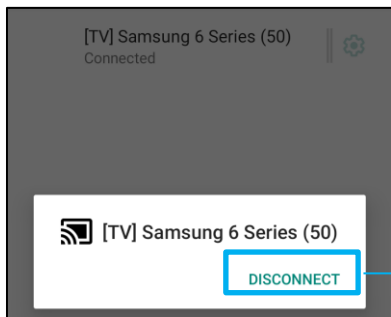 [TV] Samsung 6 Series (50)
Connected
[TV] Samsung 6 Series (50)
DISCONNECT